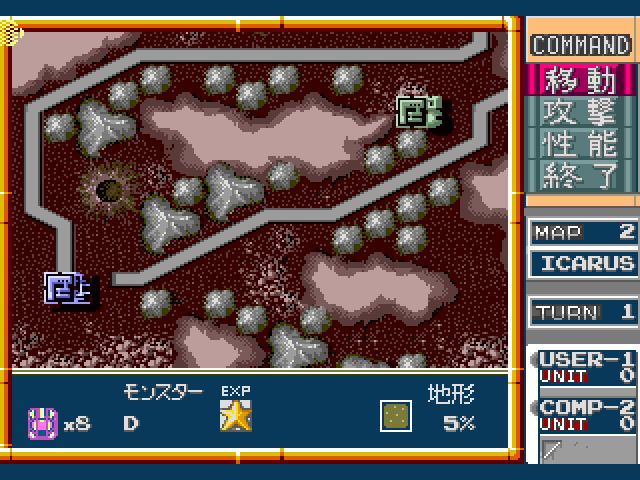 COMMAND
移動
攻撃
性能
終了
MAP 2
ICARUS
TURN 1
USER-1
UNIT 0
COMP-2
UNIT 0
モンスター EXP 地形
x8 D 5%